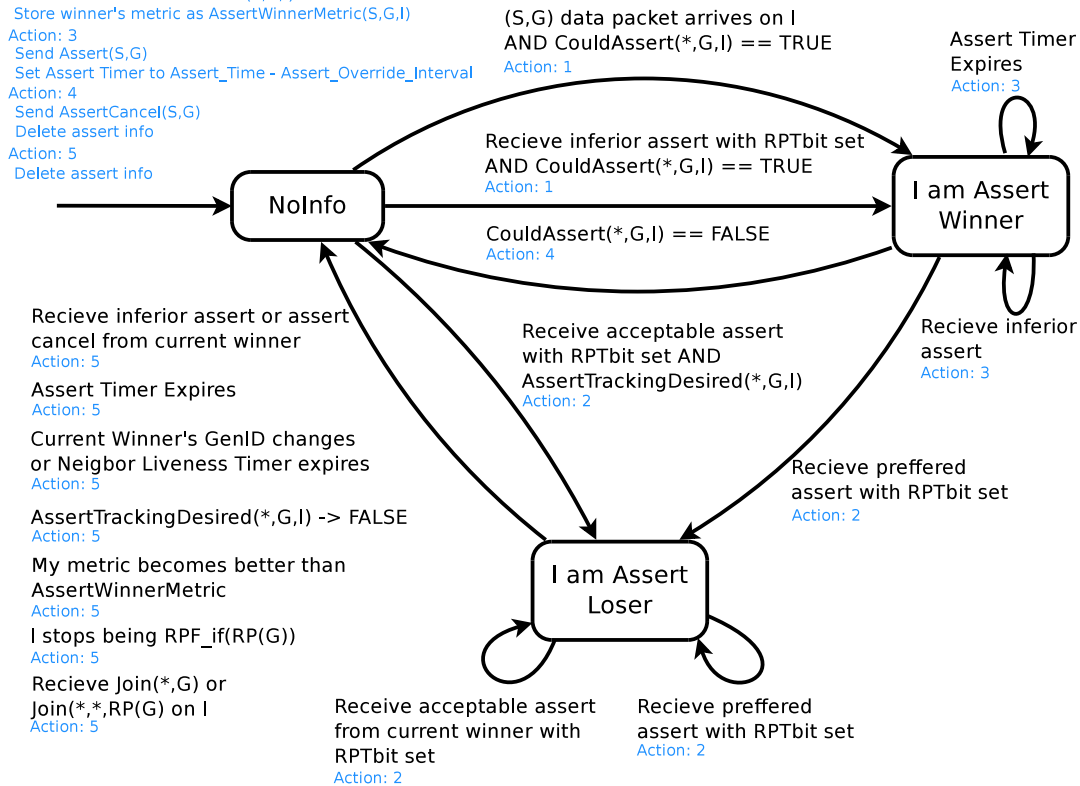 Store winner's metric as AssertWinnerMetric(S,G,I)
Action: 3
Send Assert(S,G)
Set Assert Timer to Assert_Time - Assert_Override_Interval
Action: 4
Send AssertCancel(S,G)
Delete assert info
Action: 5
Delete assert info
(S,G) data packet arrives on I
AND CouldAssert(*,G,I) == TRUE
Action: 1
Assert Timer
Expires
Action: 3
Recieve inferior assert with RPTbit set
AND CouldAssert(*,G,I) == TRUE
Action: 1
NoInfo
I am Assert
Winner
CouldAssert(*,G,I) == FALSE
Action: 4
Recieve inferior
assert
Action: 3
Receive acceptable assert
with RPTbit set AND
AssertTrackingDesired(*,G,I)
Action: 2
Recieve inferior assert or assert
cancel from current winner
Action: 5
Assert Timer Expires
Action: 5
Current Winner's GenID changes
or Neigbor Liveness Timer expires
Action: 5
AssertTrackingDesired(*,G,I) -> FALSE
Action: 5
My metric becomes better than
AssertWinnerMetric
Action: 5
I stops being RPF_if(RP(G))
Action: 5
Recieve Join(*,G) or
Join(*,*,RP(G) on I
Action: 5
Recieve preffered
assert with RPTbit set
Action: 2
I am Assert
Loser
Receive acceptable assert
from current winner with
RPTbit set
Action: 2
Recieve preffered
assert with RPTbit set
Action: 2